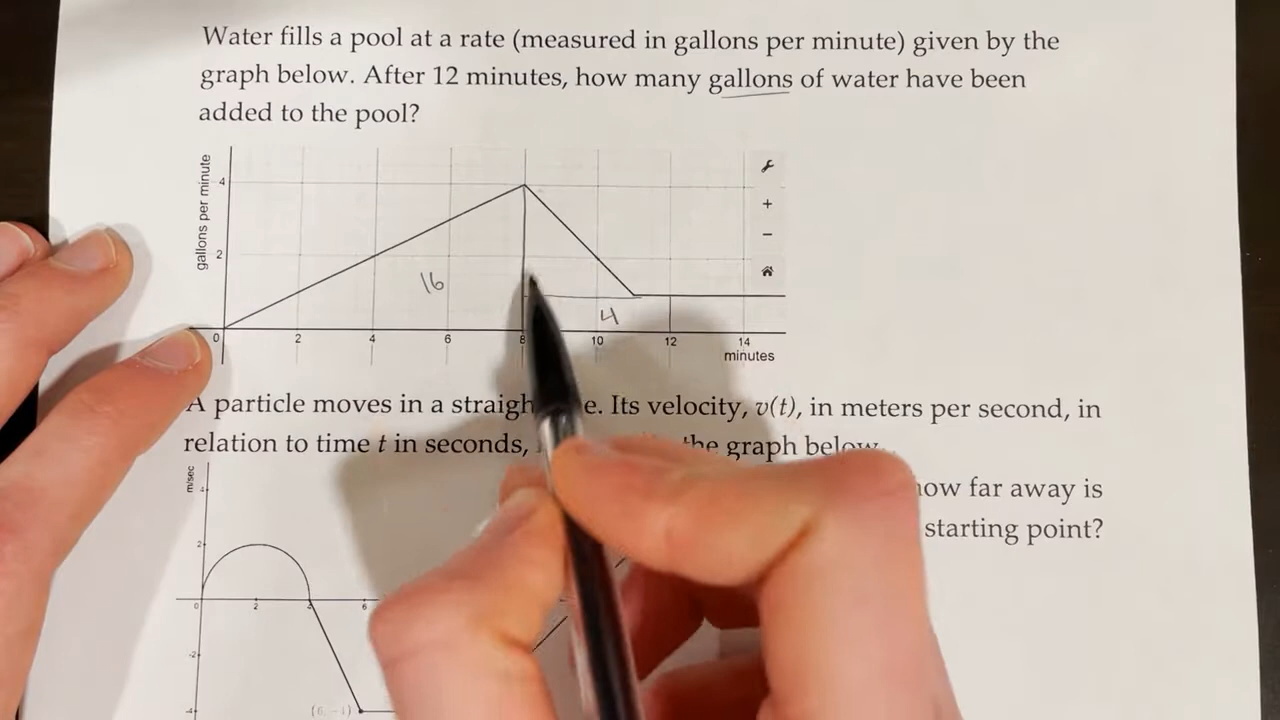 Water fills a pool at a rate (measured in gallons per minute) given by the
graph below. After 12 minutes, how many gallons of water have been
added to the pool?
gallons per minute
4
2
16
4
0 2 4 6 8 10 12 14
minutes
A particle moves in a e. Its velocity, v(t), in meters per second, in
relation to time t in seconds, the graph below.
how far away is
starting point?
m/sec
4
2
0 2 4 6
-2
-4